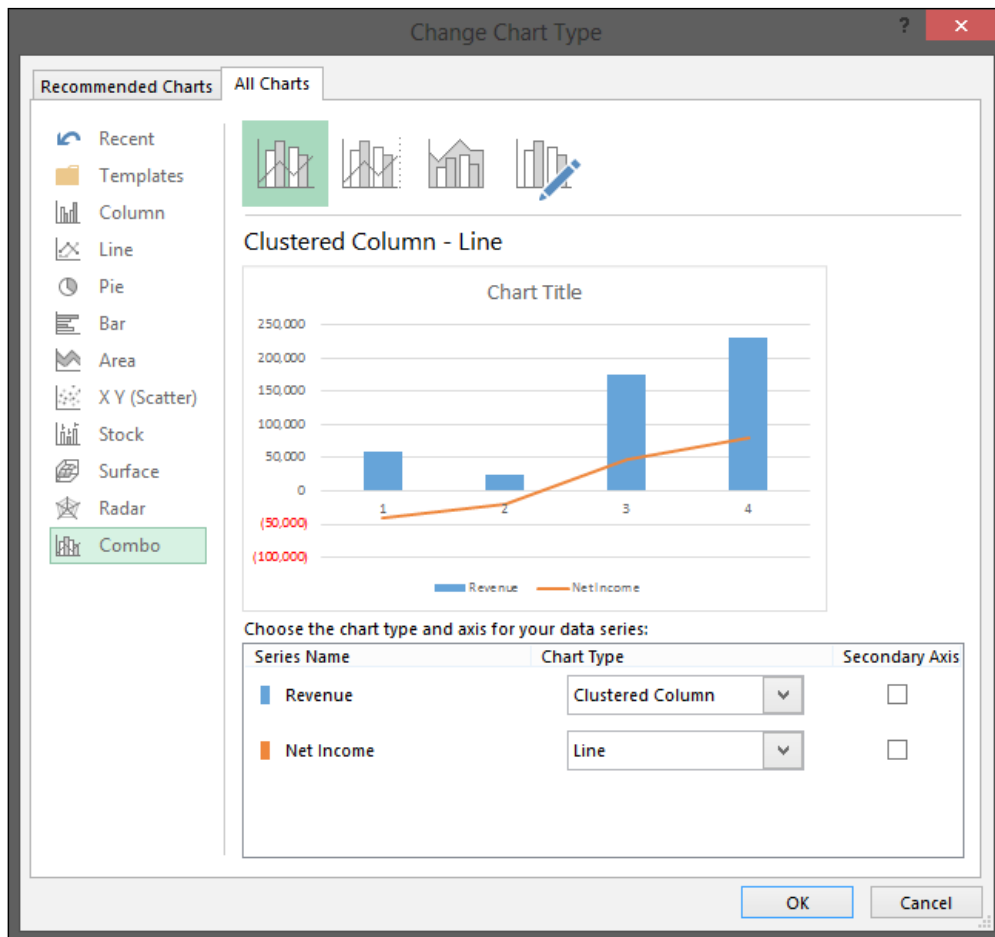 Change Chart Type
?
Recommended Charts
All Charts
Recent
Templates
Column
Line
Pie
Bar
Area
X Y (Scatter)
Stock
Surface
Radar
Combo
Clustered Column - Line
Chart Title
250,000
200,000
150,000
100,000
50,000
0
(50,000)
(100,000)
1 2 3 4
Revenue Net Income
Choose the chart type and axis for your data series:
Series Name Chart Type Secondary Axis
Revenue Clustered Column
Net Income Line
OK Cancel